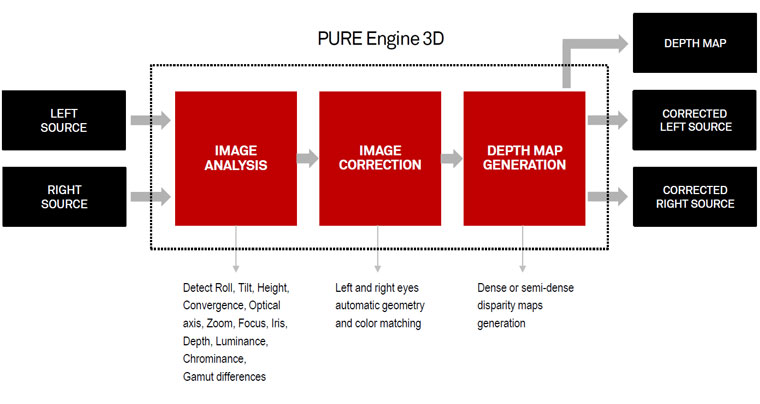 PURE Engine 3D
DEPTH MAP
LEFT
SOURCE
RIGHT
SOURCE
IMAGE
ANALYSIS
IMAGE
CORRECTION
DEPTH MAP
GENERATION
CORRECTED
LEFT SOURCE
CORRECTED
RIGHT SOURCE
Detect Roll, Tilt, Height,
Convergence, Optical
axis, Zoom, Focus, Iris,
Depth, Luminance,
Chrominance,
Gamut differences
Left and right eyes
automatic geometry
and color matching
Dense or semi-dense
disparity maps
generation